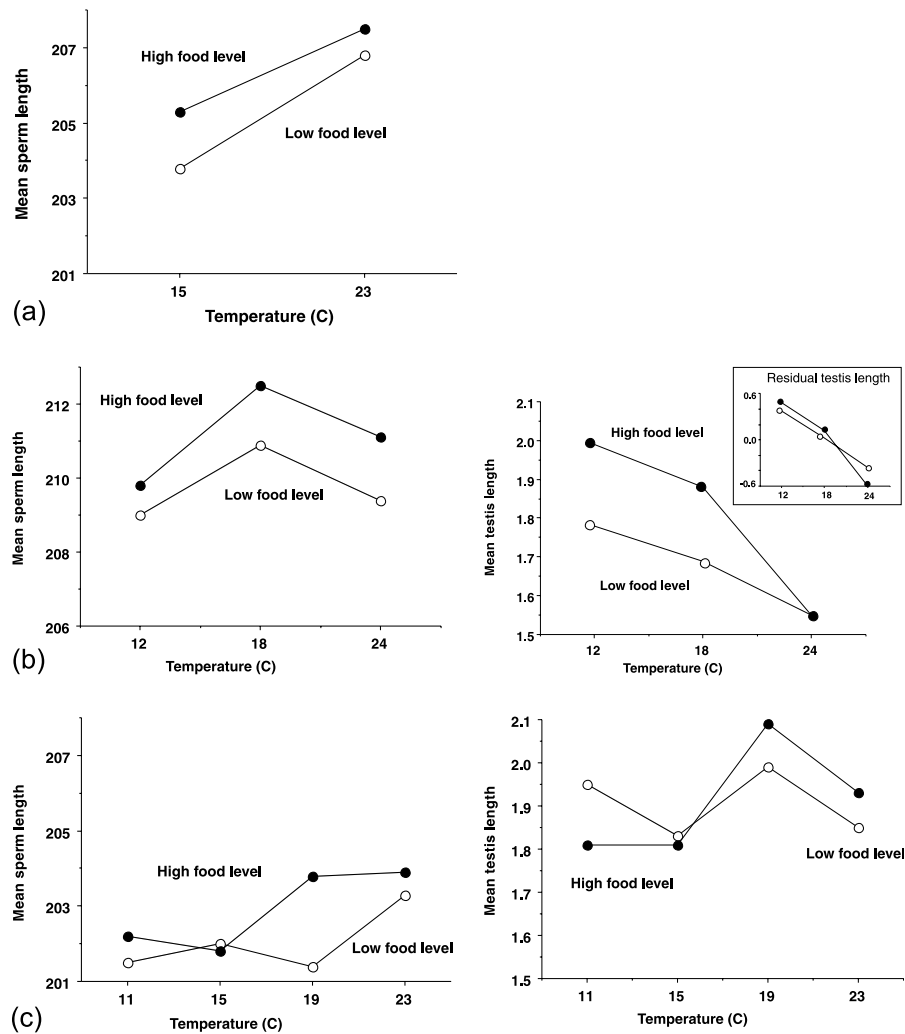 207
205
203
201
Mean sperm length
High food level
Low food level
15 23
Temperature (C)
(a)
212
210
208
206
Mean sperm length
High food level
Low food level
12 18 24
Temperature (C)
(b)
2.1
2.0
1.9
1.8
1.7
1.6
1.5
Mean testis length
High food level
Low food level
12 18 24
Temperature (C)
Residual testis length
0.6
0.0
-0.6
12 18 24
207
205
203
201
Mean sperm length
High food level
Low food level
11 15 19 23
Temperature (C)
(c)
2.1
2.0
1.9
1.8
1.7
1.6
1.5
Mean testis length
High food level
Low food level
11 15 19 23
Temperature (C)